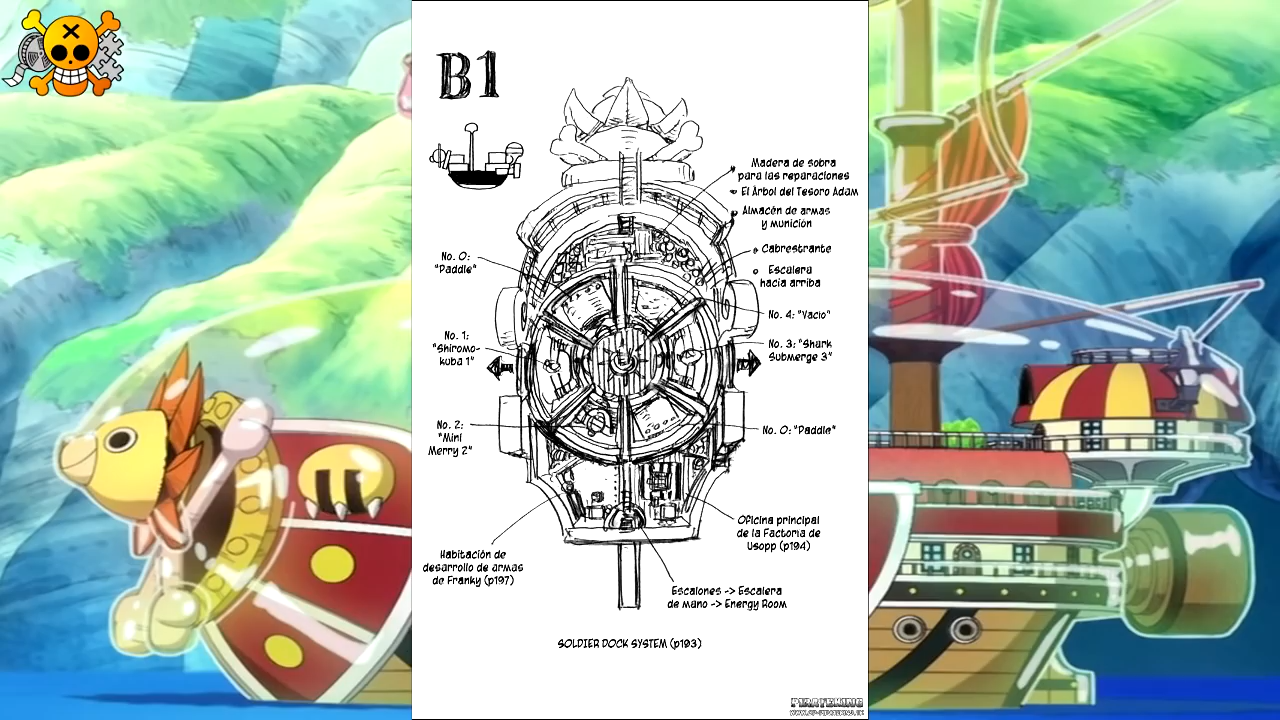 B1
Madera de sobra
para las reparaciones
El Árbol del Tesoro Adam
Almacén de armas
y munición
Cabrestante
Escalera
hacia arriba
No. 0:
"Paddle"
No. 4: "Vacio"
No. 1:
"Shiromo-
kuba 1"
No. 3: "Shark
Submerge 3"
No. 2:
"Mini
Merry 2"
No. 0: "Paddle"
Oficina principal
de la Factoría de
Usopp (p194)
Habitación de
desarrollo de armas
de Franky (p197)
Escalones -> Escalera
de mano -> Energy Room
SOLDIER DOCK SYSTEM (p193)
PIRATEKING